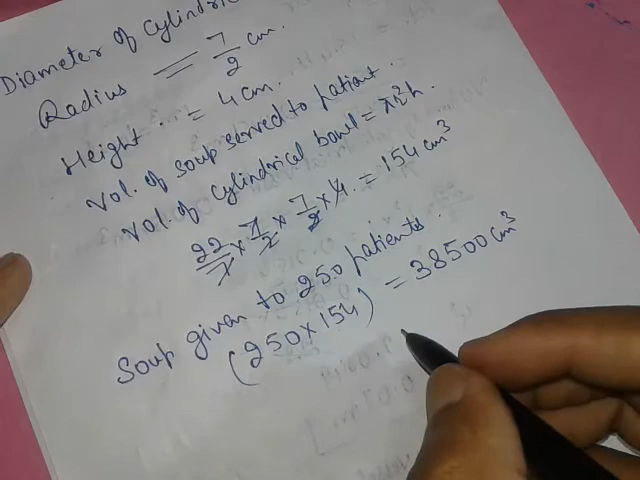 Diameter of cylindric
Radius = 7/2 cm.
Height. = 4 cm.
Vol. of soup served to patient.
Vol. of cylindrical bowl = πr²h.
22/7 × 7/2 × 7/2 × 4. = 154 cm³
Soup given to 250 patients.
(250×154) = 38500 cm³